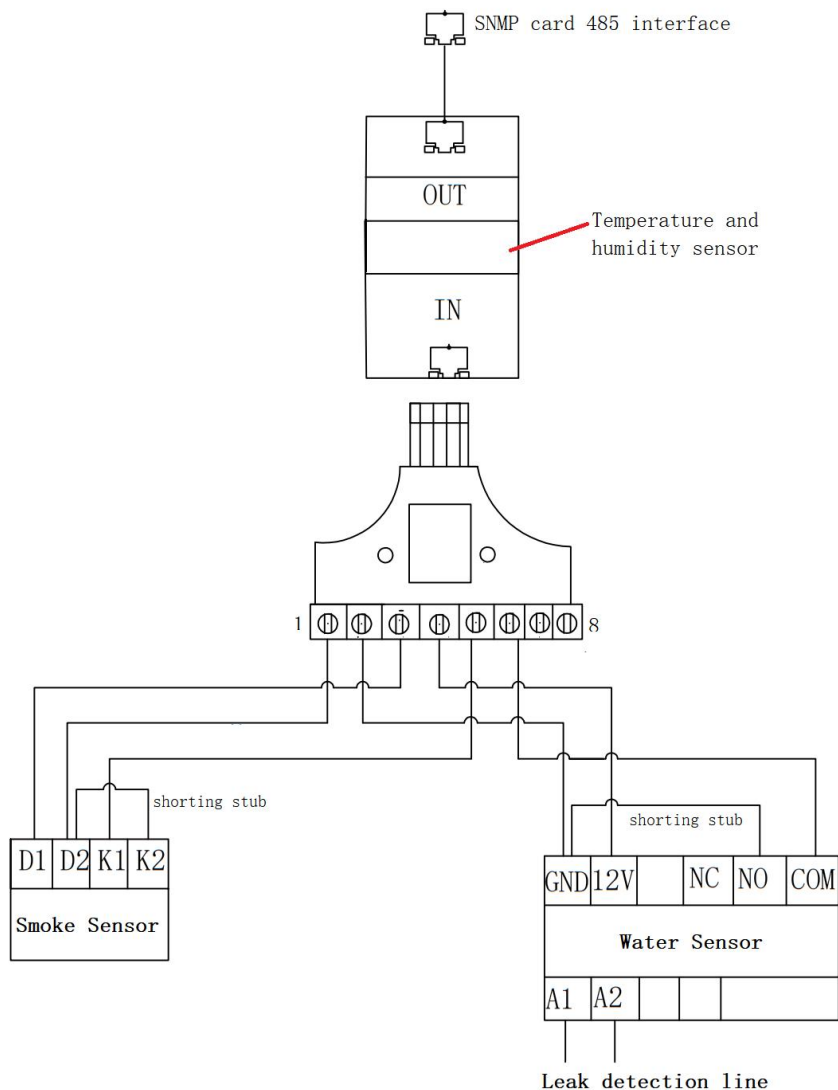 SNMP card 485 interface
OUT
Temperature and
humidity sensor
IN
1
8
shorting stub
D1 D2 K1 K2
Smoke Sensor
shorting stub
GND 12V NC NO COM
Water Sensor
A1 A2
Leak detection line